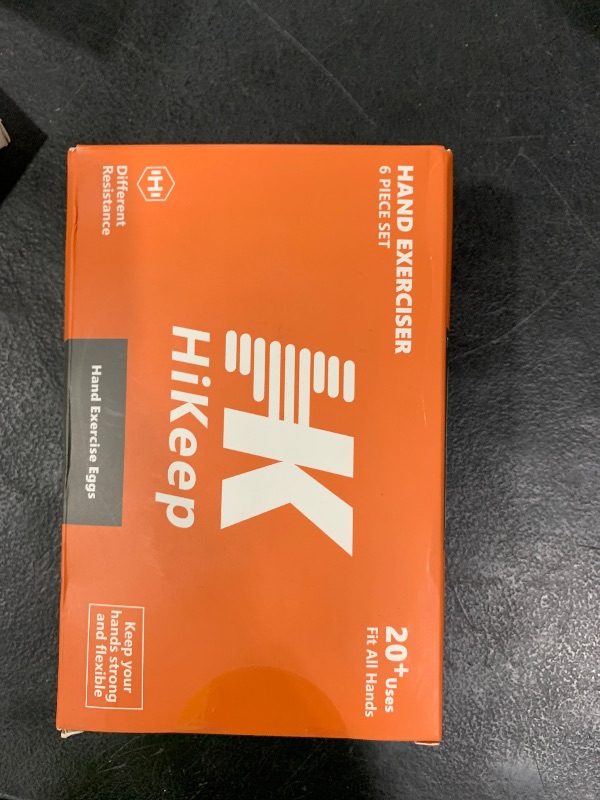 HAND EXERCISER
6 PIECE SET
20+ Uses
Fit All Hands
HK
HiKeep
H
Different
Resistance
Hand Exercise Eggs
Keep your
hands strong
and flexible